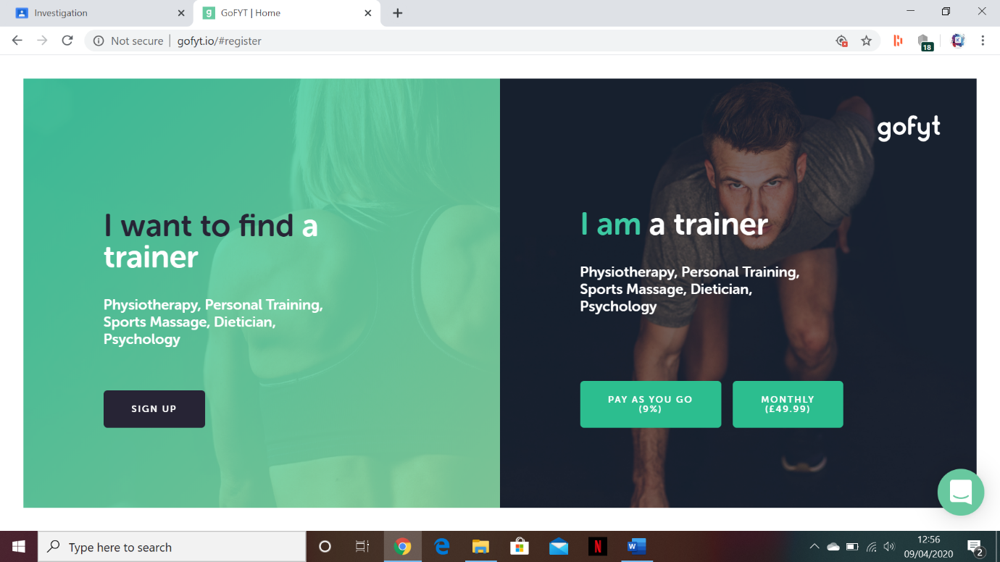 Investigation
g GoFYT | Home
Not secure | gofyt.io/#register
18
gofyt
I want to find a
trainer
Physiotherapy, Personal Training,
Sports Massage, Dietician,
Psychology
SIGN UP
I am a trainer
Physiotherapy, Personal Training,
Sports Massage, Dietician,
Psychology
PAY AS YOU GO
(9%)
MONTHLY
(£49.99)
Type here to search
12:56
09/04/2020
2